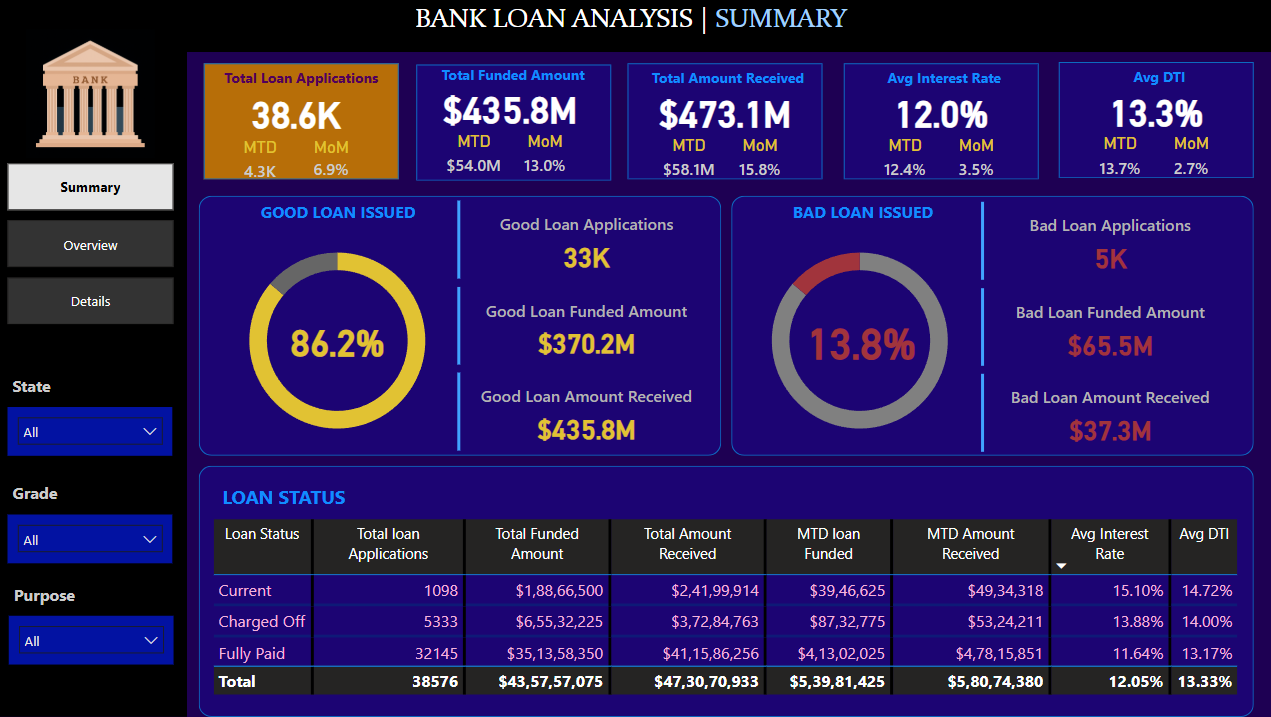 BANK LOAN ANALYSIS | SUMMARY
BANK
Summary
Overview
Details
State
All
Grade
All
Purpose
All
Total Loan Applications
38.6K
MTD MoM
4.3K 6.9%
Total Funded Amount
$435.8M
MTD MoM
$54.0M 13.0%
Total Amount Received
$473.1M
MTD MoM
$58.1M 15.8%
Avg Interest Rate
12.0%
MTD MoM
12.4% 3.5%
Avg DTI
13.3%
MTD MoM
13.7% 2.7%
GOOD LOAN ISSUED
86.2%
Good Loan Applications
33K
Good Loan Funded Amount
$370.2M
Good Loan Amount Received
$435.8M
BAD LOAN ISSUED
13.8%
Bad Loan Applications
5K
Bad Loan Funded Amount
$65.5M
Bad Loan Amount Received
$37.3M
LOAN STATUS
Loan Status Total loan Applications Total Funded Amount Total Amount Received MTD loan Funded MTD Amount Received Avg Interest Rate Avg DTI
Current 1098 $1,88,66,500 $2,41,99,914 $39,46,625 $49,34,318 15.10% 14.72%
Charged Off 5333 $6,55,32,225 $3,72,84,763 $87,32,775 $53,24,211 13.88% 14.00%
Fully Paid 32145 $35,13,58,350 $41,15,86,256 $4,13,02,025 $4,78,15,851 11.64% 13.17%
Total 38576 $43,57,57,075 $47,30,70,933 $5,39,81,425 $5,80,74,380 12.05% 13.33%